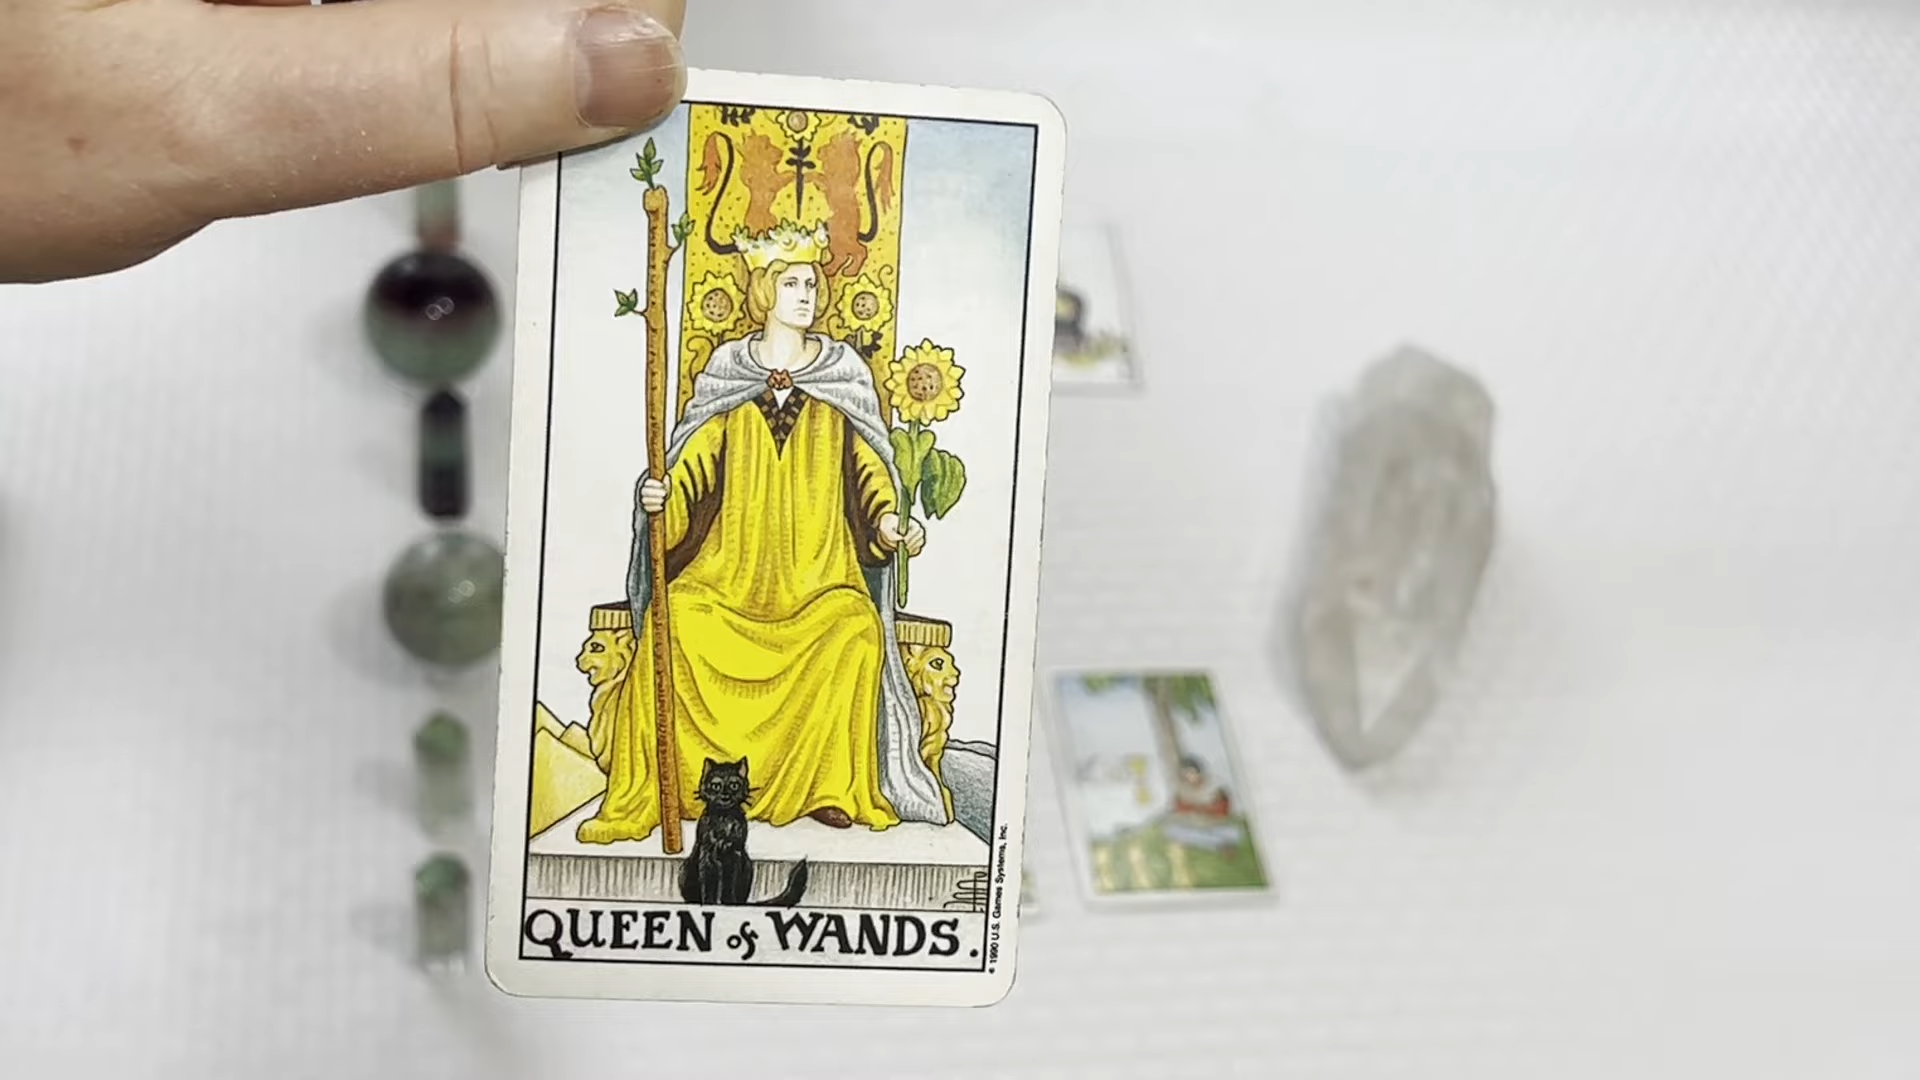 QUEEN of WANDS.
© 1990 U.S. Games Systems, Inc.